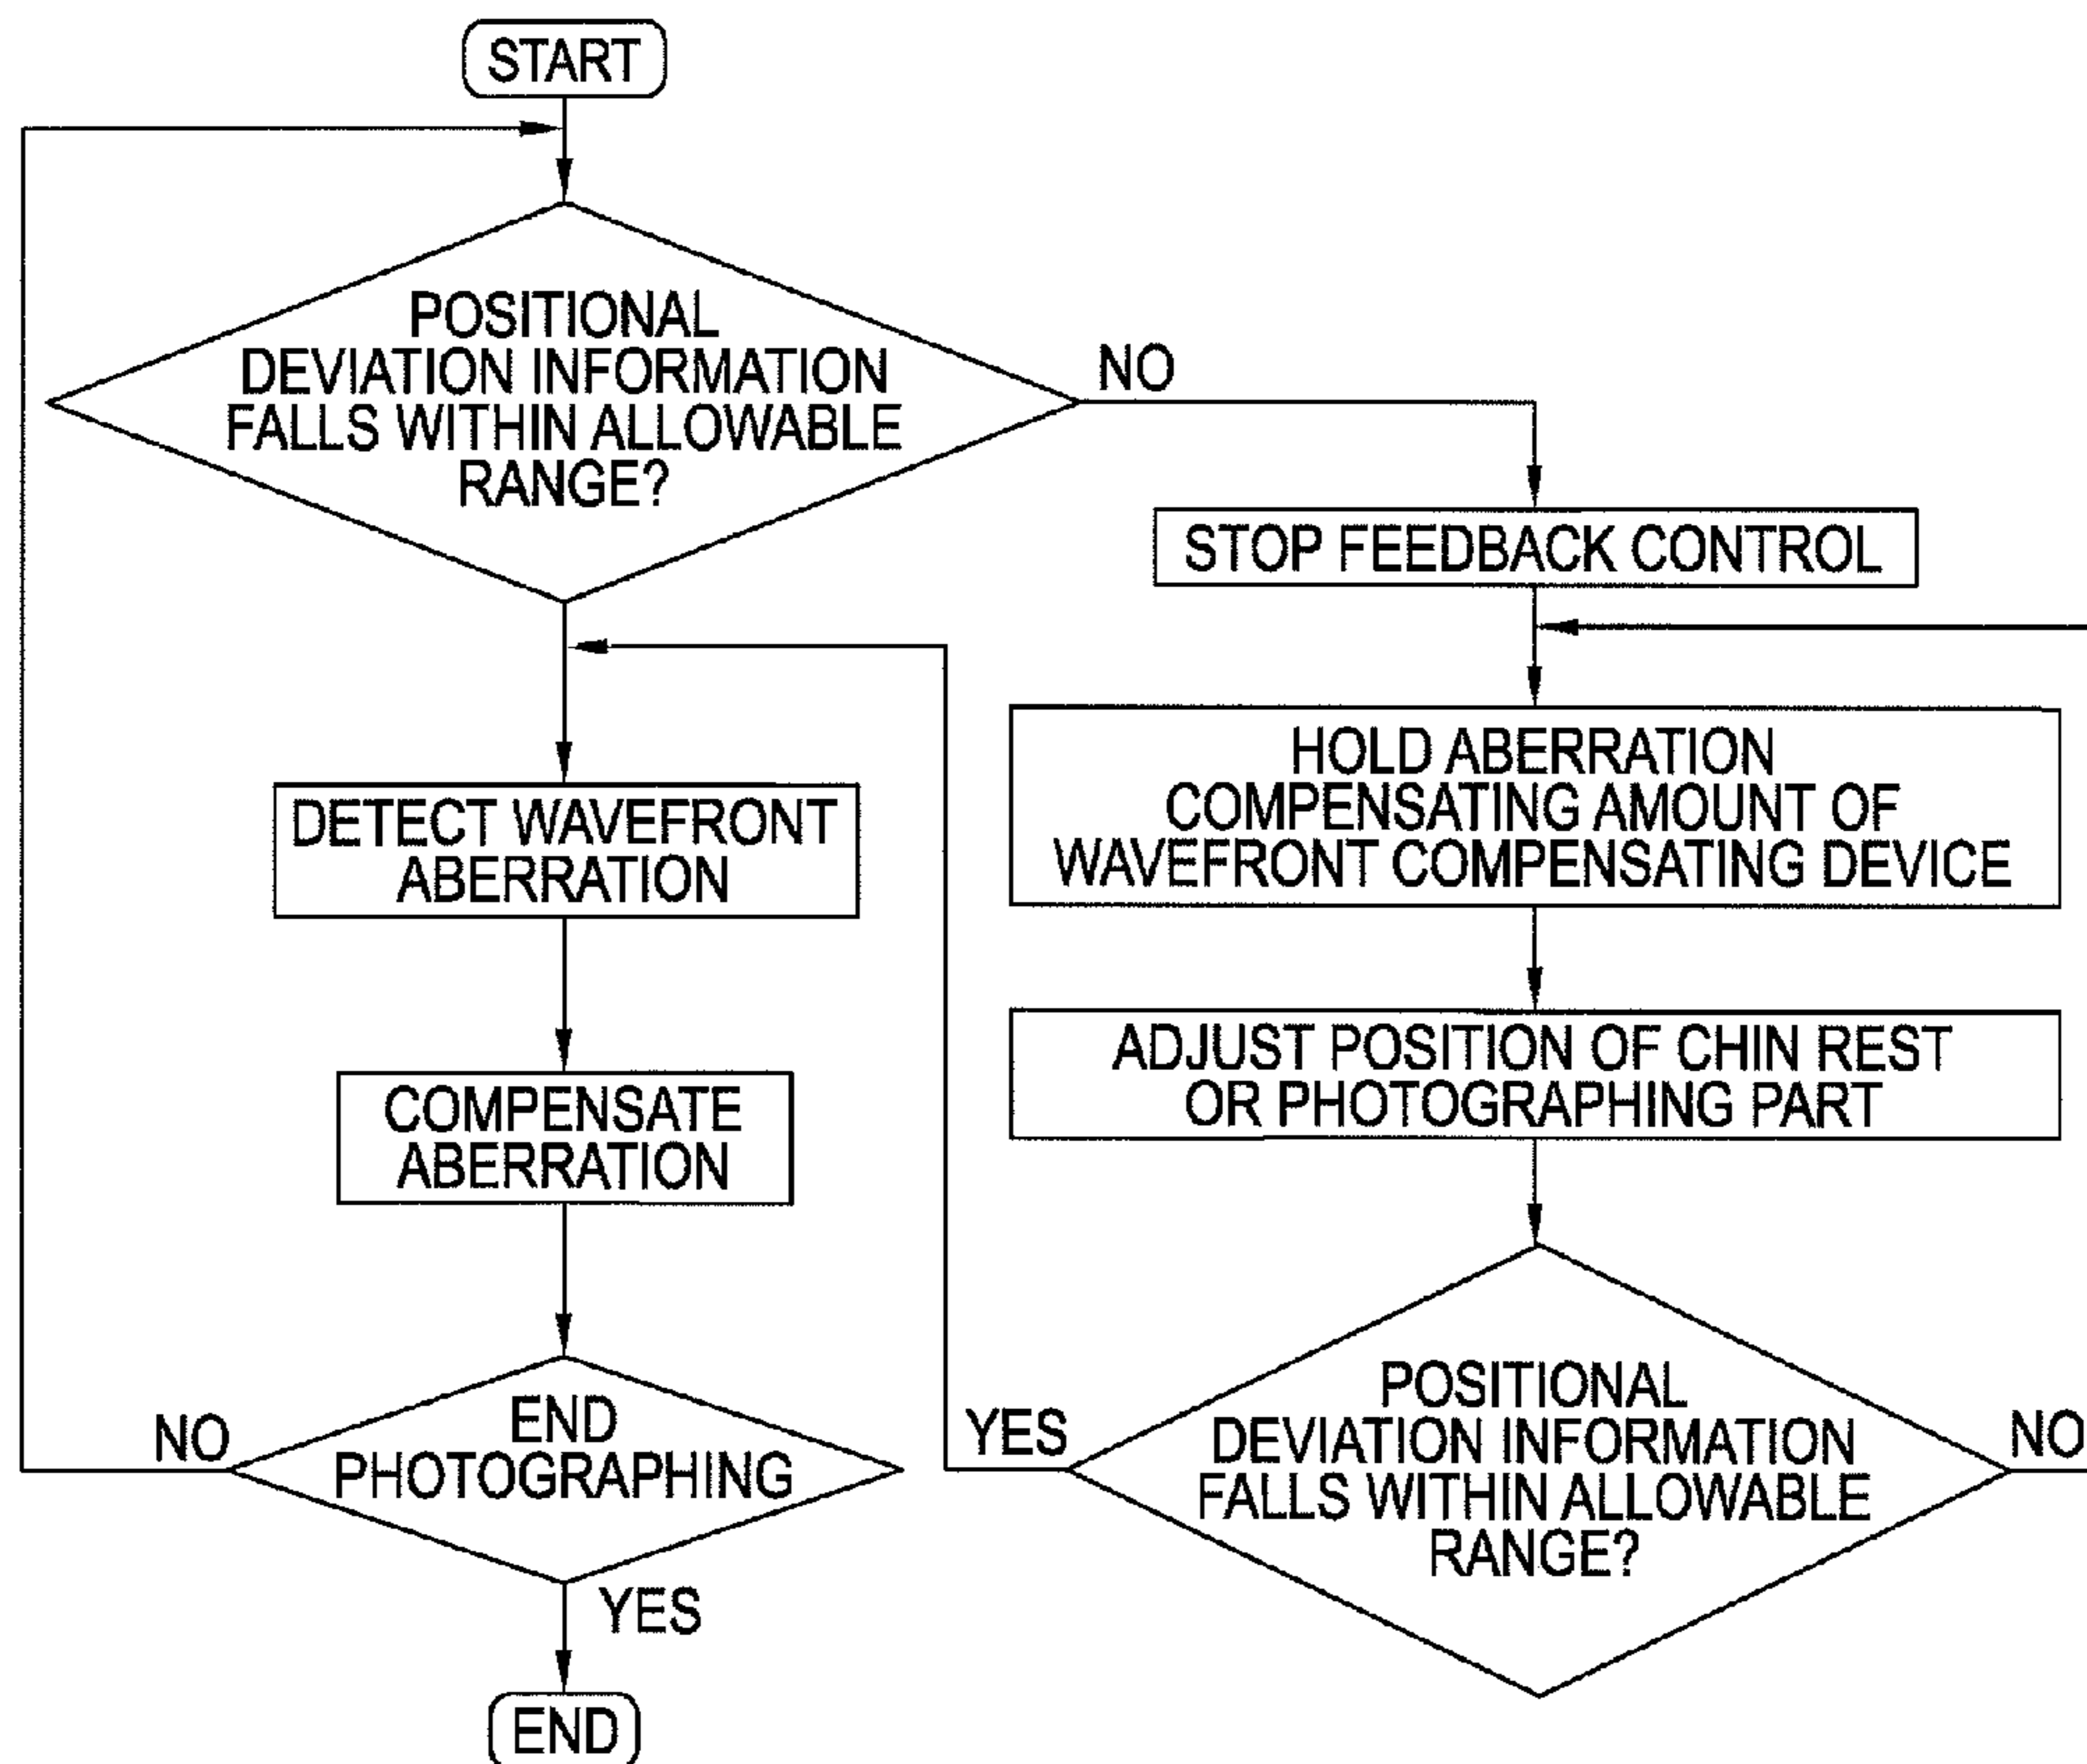 START
POSITIONAL
DEVIATION INFORMATION
FALLS WITHIN ALLOWABLE
RANGE?
NO
STOP FEEDBACK CONTROL
HOLD ABERRATION
COMPENSATING AMOUNT OF
WAVEFRONT COMPENSATING DEVICE
ADJUST POSITION OF CHIN REST
OR PHOTOGRAPHING PART
POSITIONAL
DEVIATION INFORMATION
FALLS WITHIN ALLOWABLE
RANGE?
YES
NO
DETECT WAVEFRONT
ABERRATION
COMPENSATE
ABERRATION
END
PHOTOGRAPHING
NO
YES
END